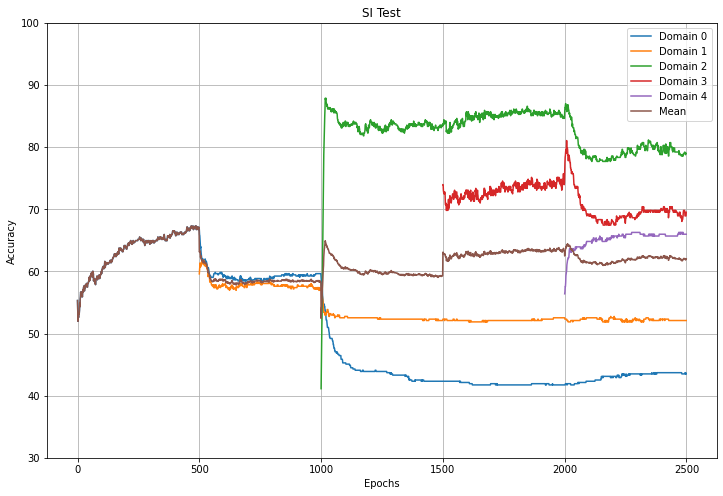 SI Test
100
90
80
70
60
50
40
30
Accuracy
0
500
1000
1500
2000
2500
Epochs
Domain 0
Domain 1
Domain 2
Domain 3
Domain 4
Mean